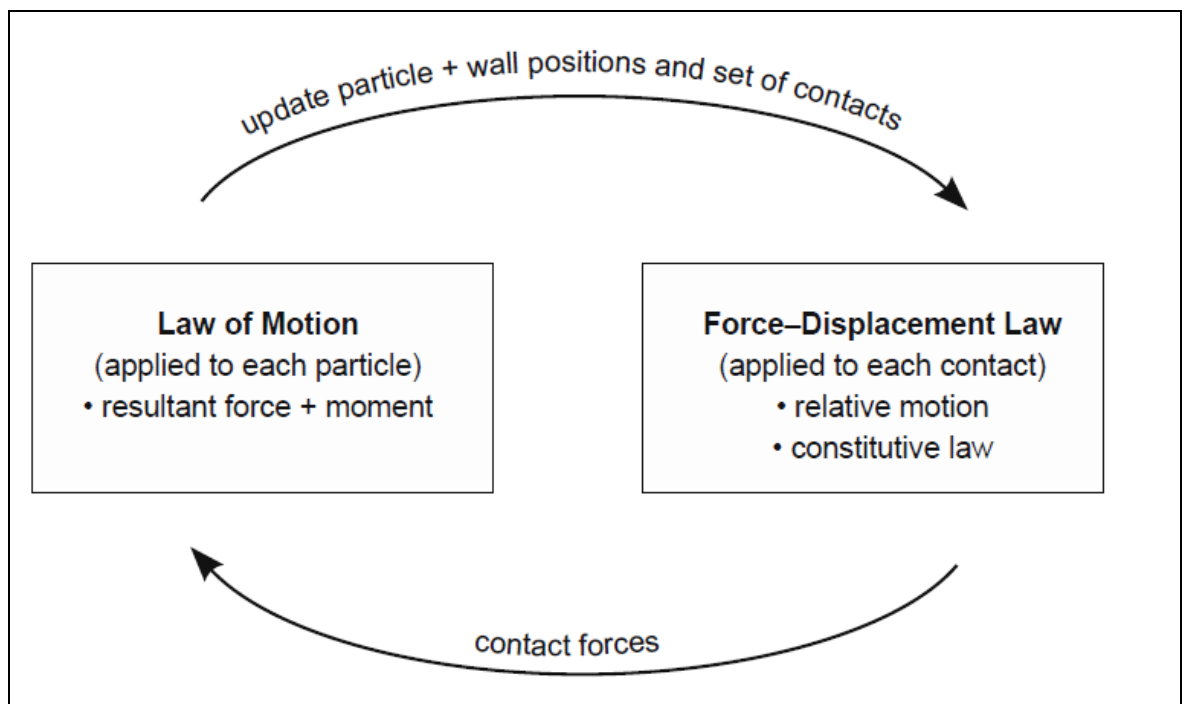 update particle + wall positions and set of contacts
Law of Motion
(applied to each particle)
• resultant force + moment
Force–Displacement Law
(applied to each contact)
• relative motion
• constitutive law
contact forces